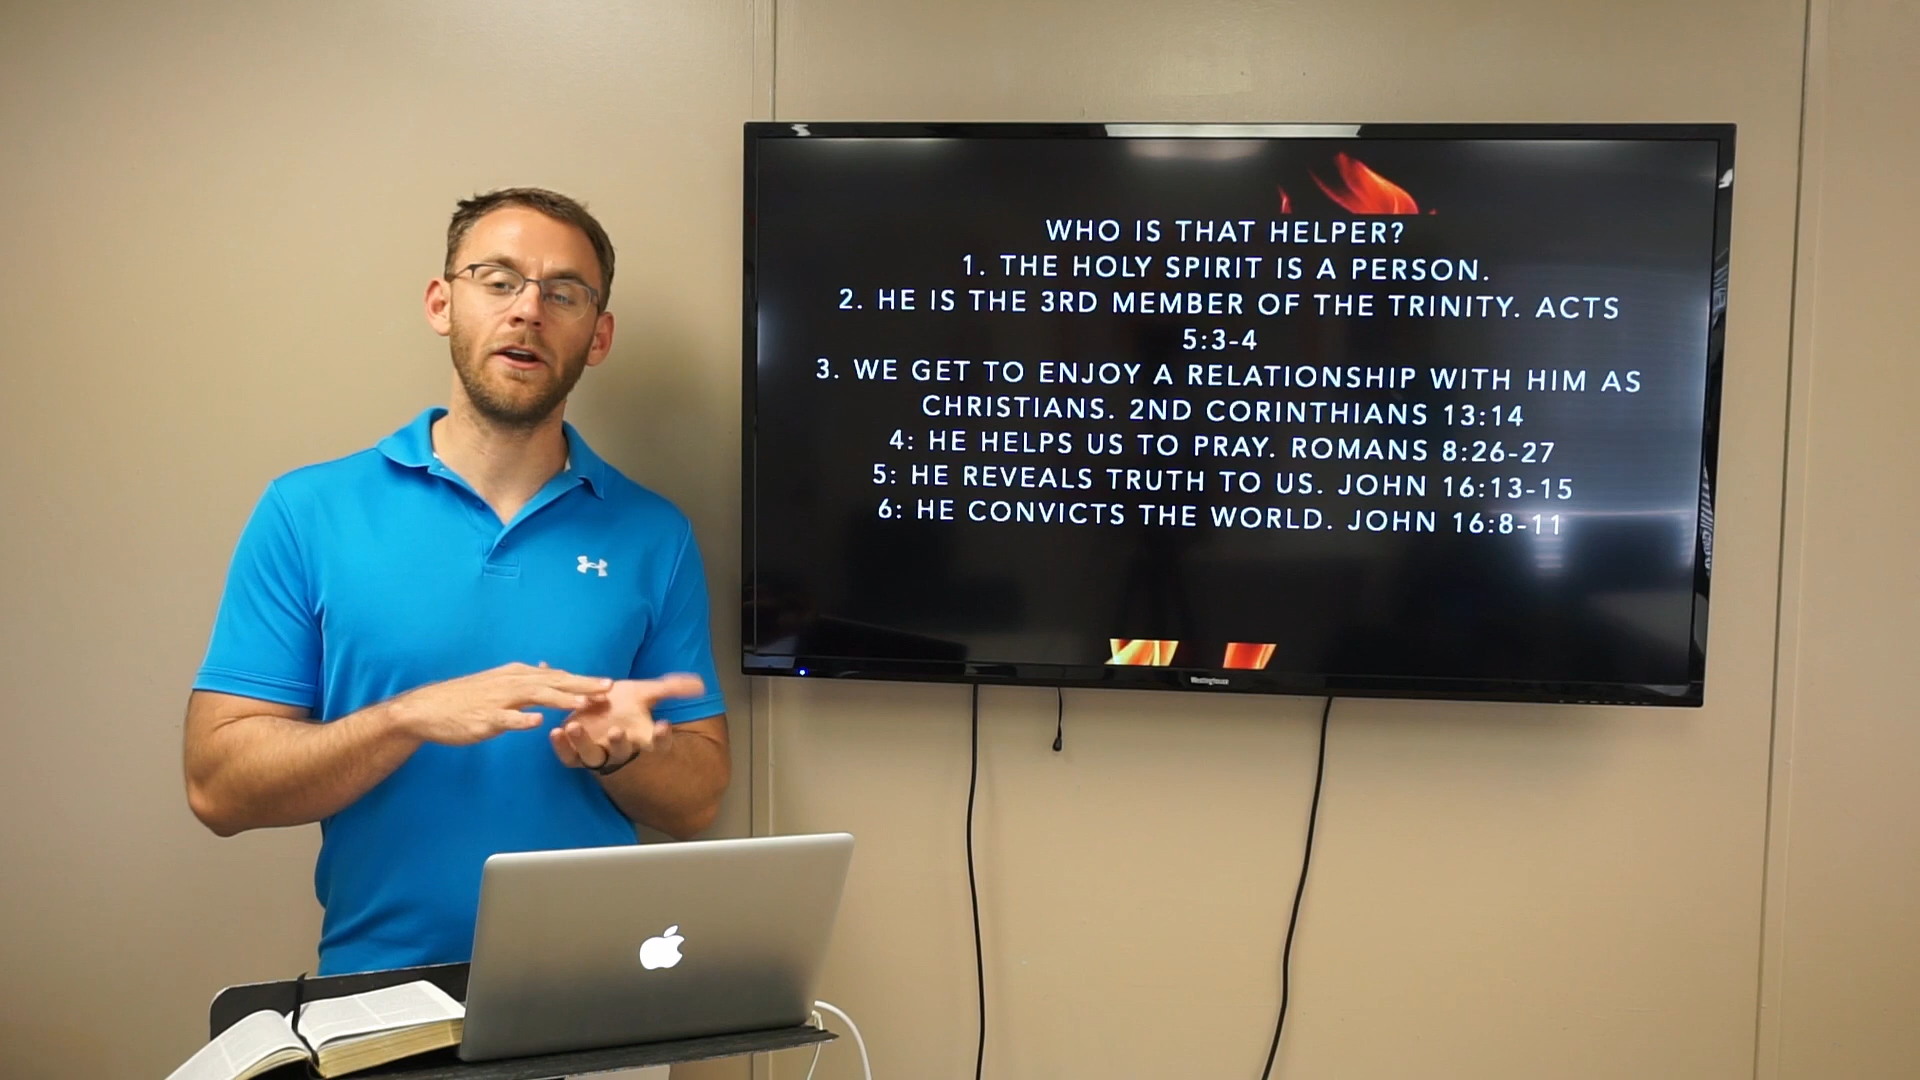 WHO IS THAT HELPER?
1. THE HOLY SPIRIT IS A PERSON.
2. HE IS THE 3RD MEMBER OF THE TRINITY. ACTS
5:3-4
3. WE GET TO ENJOY A RELATIONSHIP WITH HIM AS
CHRISTIANS. 2ND CORINTHIANS 13:14
4: HE HELPS US TO PRAY. ROMANS 8:26-27
5: HE REVEALS TRUTH TO US. JOHN 16:13-15
6: HE CONVICTS THE WORLD. JOHN 16:8-11
Westinghouse